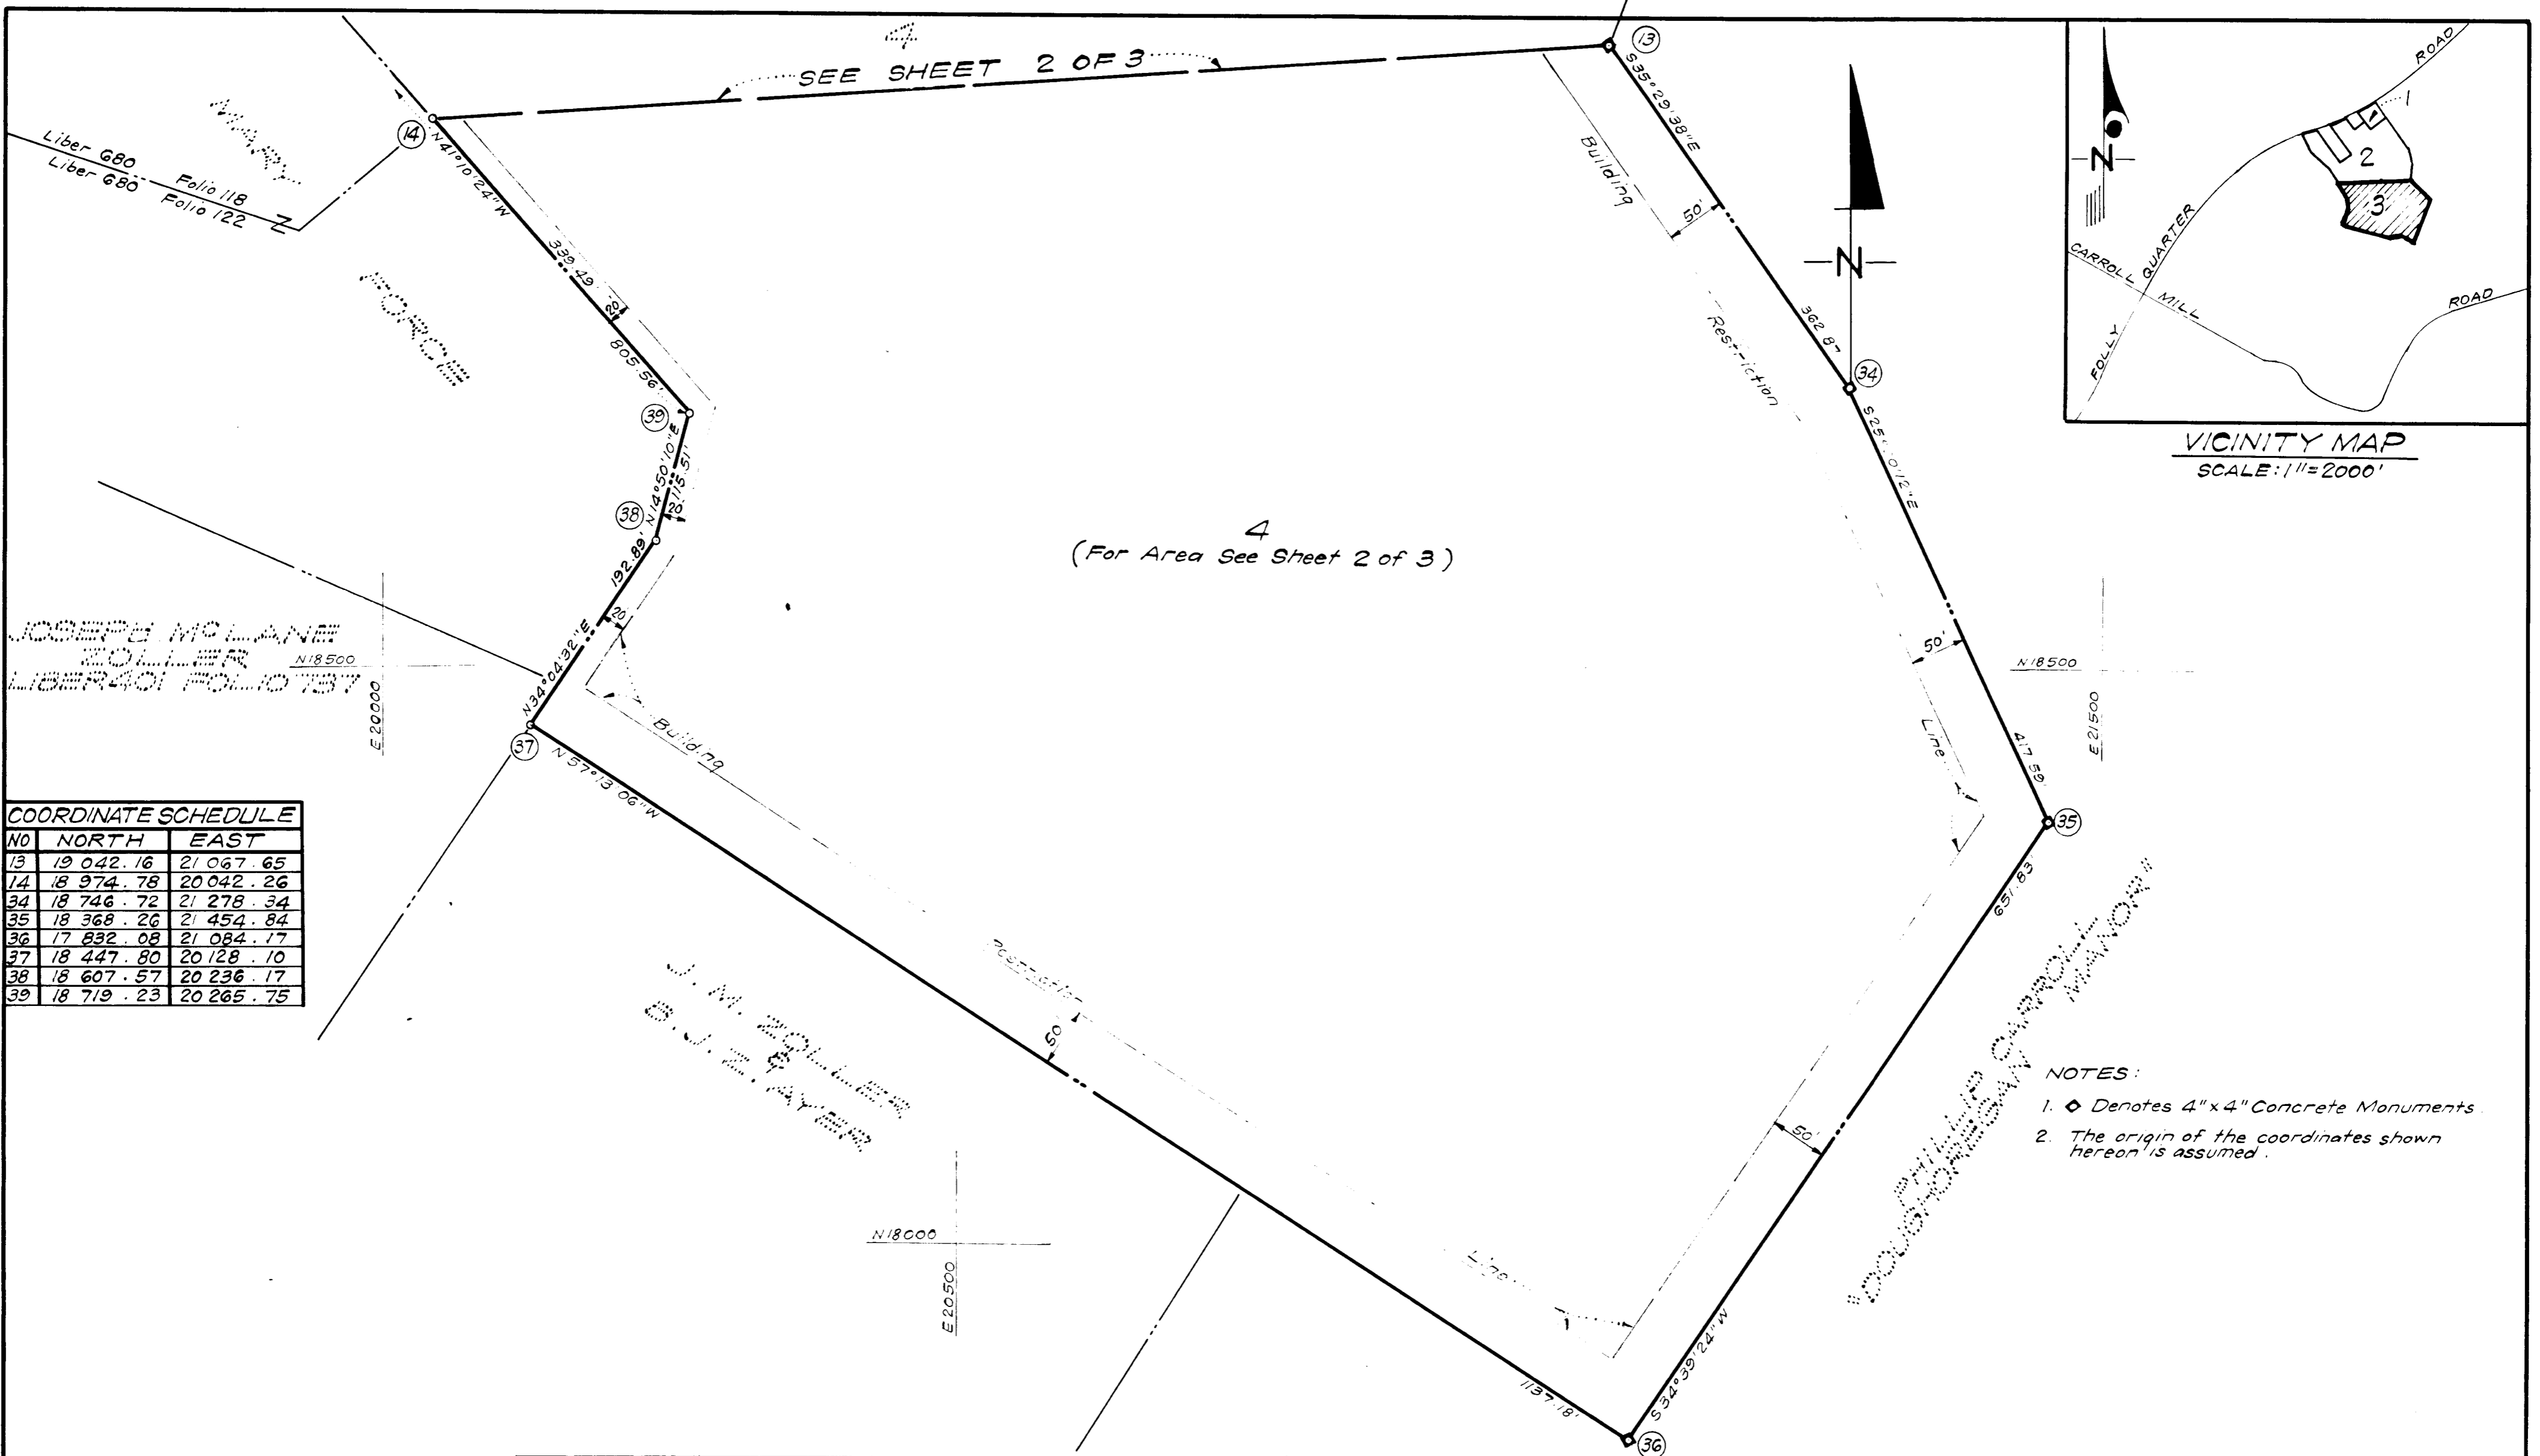 4
SEE SHEET 2 OF 3
13
14
MARY
FORCE
Liber 680 Folio 118
Liber 680 Folio 122
N41°10'24"W
339.49
20'
805.56'
39
N14°50'10"E
115.51'
20'
38
192.89'
20'
N34°04'32"E
37
S35°29'38"E
Building
50'
Restriction
362.87
N
34
417.59'
50'
Line
35
4
(For Area See Sheet 2 of 3)
JOSEPH McLANE
ZOLLER
LIBER 401 FOLIO 737
N18500
E20000
N18500
E21500
N57°13'06"W
Building
Restriction
50'
Line
1137.18'
651.83'
50'
S34°39'24"W
36
J. M. ZOLLER
&
B. J. Z. AYER
N18000
E20500
PHILLIP CARROLL
"DOUGHOREGAN MANOR"
COORDINATE SCHEDULE
NO NORTH EAST
13 19 042.16 21 067.65
14 18 974.78 20 042.26
34 18 746.72 21 278.34
35 18 368.26 21 454.84
36 17 832.08 21 084.17
37 18 447.80 20 128.10
38 18 607.57 20 236.17
39 18 719.23 20 265.75
N
ROAD
1
2
3
FOLLY QUARTER
CARROLL MILL ROAD
VICINITY MAP
SCALE: 1"=2000'
NOTES:
1. Denotes 4"x4" Concrete Monuments.
2. The origin of the coordinates shown
hereon is assumed.